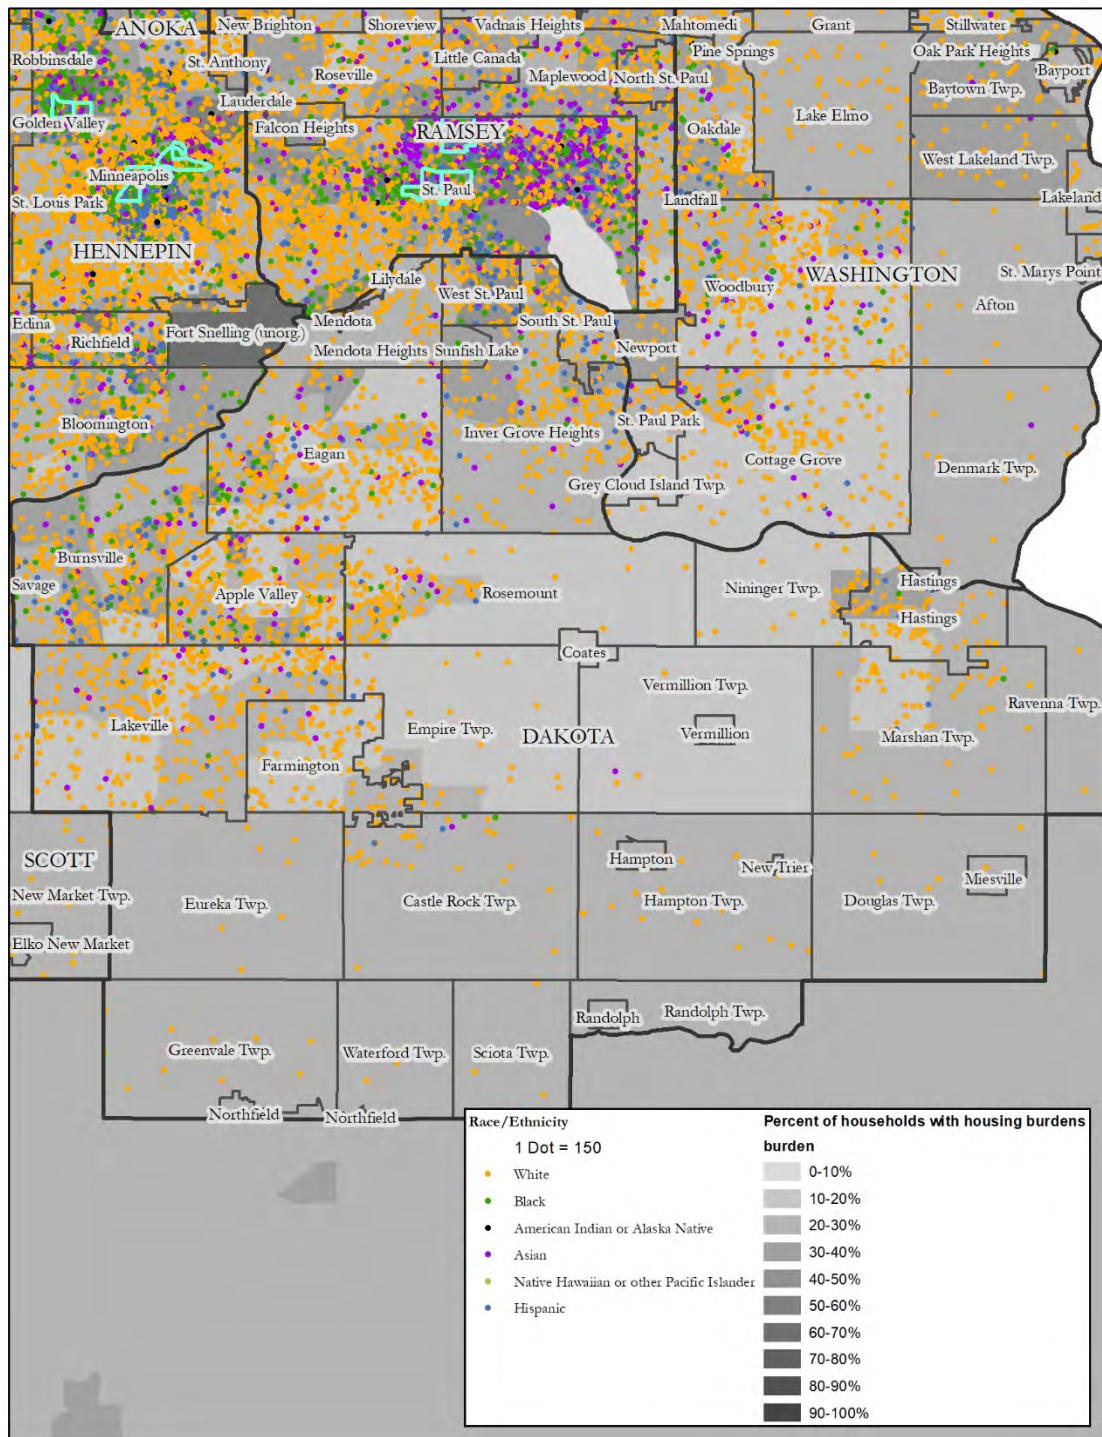 ANOKA
New Brighton
Shoreview
Vadnais Heights
Mahtomedi
Grant
Stillwater
Robbinsdale
St. Anthony
Roseville
Little Canada
Pine Springs
Oak Park Heights
Maplewood
North St. Paul
Bayport
Baytown Twp.
Golden Valley
Lauderdale
Falcon Heights
RAMSEY
Oakdale
Lake Elmo
West Lakeland Twp.
Minneapolis
St. Paul
St. Louis Park
Landfall
Lakeland
HENNEPIN
Lilydale
West St. Paul
Woodbury
WASHINGTON
St. Marys Point
Afton
Edina
Richfield
Fort Snelling (unorg.)
Mendota
South St. Paul
Mendota Heights
Sunfish Lake
Newport
Bloomington
Eagan
Inver Grove Heights
St. Paul Park
Cottage Grove
Denmark Twp.
Grey Cloud Island Twp.
Burnsville
Savage
Apple Valley
Rosemount
Nininger Twp.
Hastings
Hastings
Coates
Vermillion Twp.
Ravenna Twp.
Lakeville
Empire Twp.
DAKOTA
Vermillion
Marshan Twp.
Farmington
SCOTT
Hampton
New Trier
Miesville
New Market Twp.
Eureka Twp.
Castle Rock Twp.
Hampton Twp.
Douglas Twp.
Elko New Market
Randolph
Randolph Twp.
Greenvale Twp.
Waterford Twp.
Sciota Twp.
Northfield
Northfield
Race/Ethnicity
1 Dot = 150
White
Black
American Indian or Alaska Native
Asian
Native Hawaiian or other Pacific Islander
Hispanic
Percent of households with housing burdens
burden
0-10%
10-20%
20-30%
30-40%
40-50%
50-60%
60-70%
70-80%
80-90%
90-100%